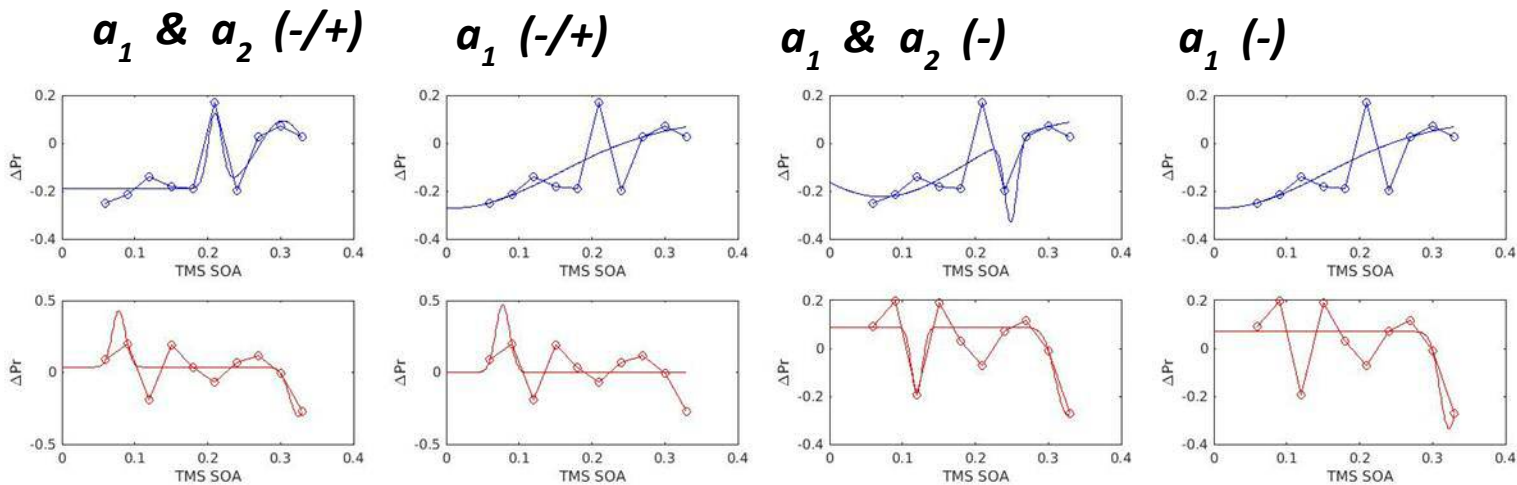 a1 & a2 (-/+) a1 (-/+) a1 & a2 (-) a1 (-)
0.2 0.2 0.2 0.2
0 0 0 0
ΔPr ΔPr ΔPr ΔPr
-0.2 -0.2 -0.2 -0.2
-0.4 -0.4 -0.4 -0.4
0 0.1 0.2 0.3 0.4 0 0.1 0.2 0.3 0.4 0 0.1 0.2 0.3 0.4 0 0.1 0.2 0.3 0.4
TMS SOA TMS SOA TMS SOA TMS SOA
0.5 0.5 0.2 0.2
0 0 0 0
ΔPr ΔPr ΔPr ΔPr
-0.2 -0.2
-0.5 -0.5 -0.4 -0.4
0 0.1 0.2 0.3 0.4 0 0.1 0.2 0.3 0.4 0 0.1 0.2 0.3 0.4 0 0.1 0.2 0.3 0.4
TMS SOA TMS SOA TMS SOA TMS SOA